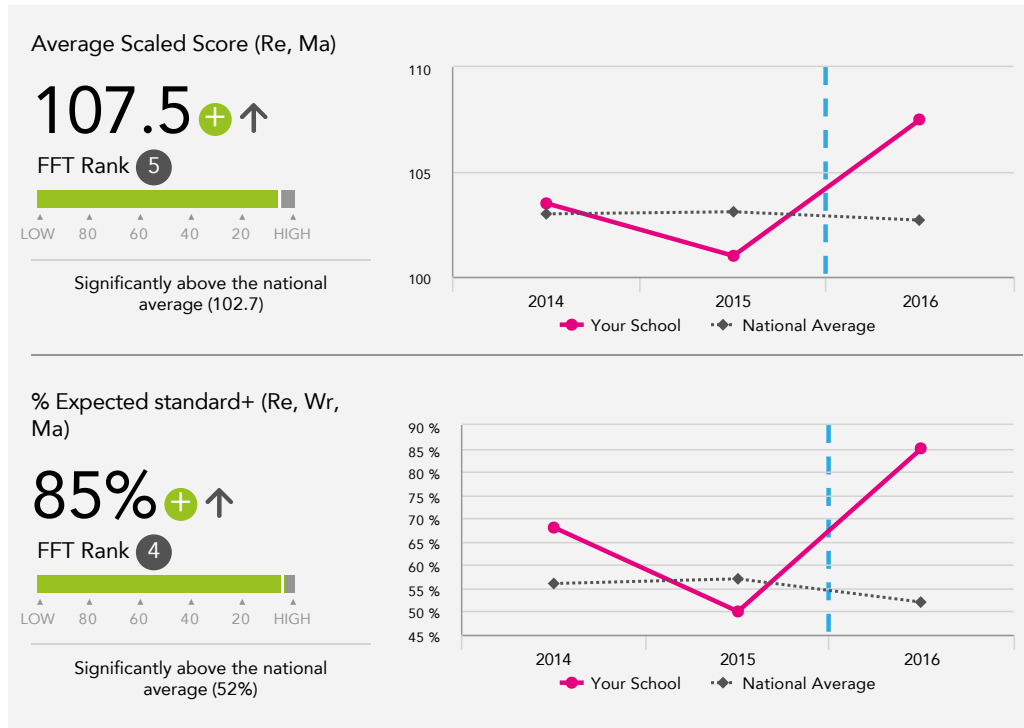 Average Scaled Score (Re, Ma)
107.5 + ↑
FFT Rank 5
LOW 80 60 40 20 HIGH
Significantly above the national
average (102.7)
110
105
100
2014 2015 2016
Your School National Average
% Expected standard+ (Re, Wr,
Ma)
85% + ↑
FFT Rank 4
LOW 80 60 40 20 HIGH
Significantly above the national
average (52%)
90 %
85 %
80 %
75 %
70 %
65 %
60 %
55 %
50 %
45 %
2014 2015 2016
Your School National Average